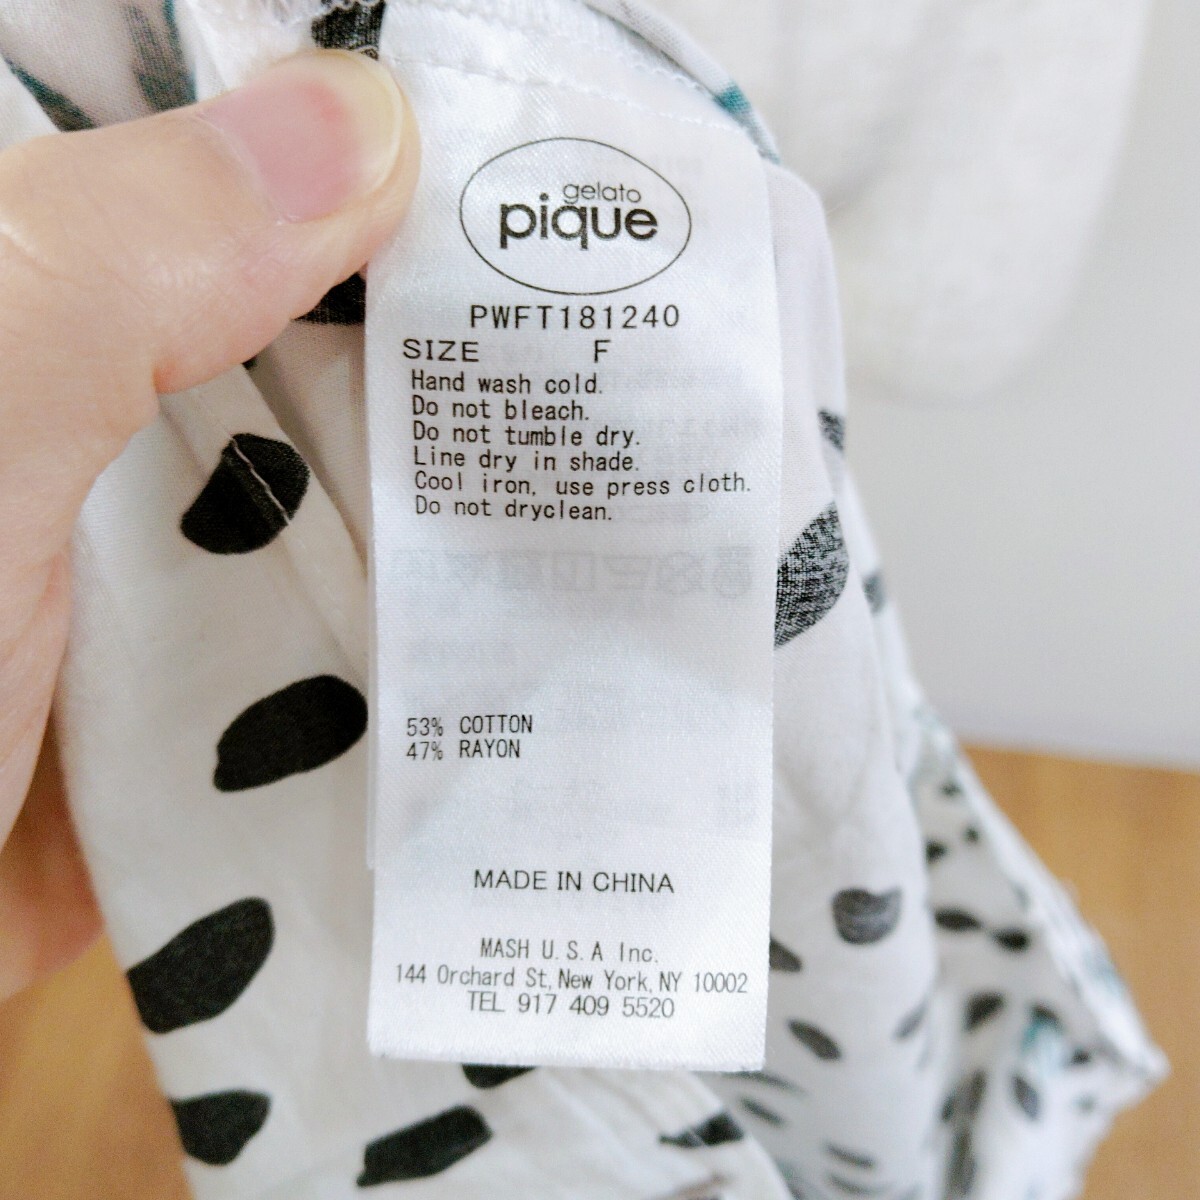 gelato
pique
PWFT181240
SIZE F
Hand wash cold.
Do not bleach.
Do not tumble dry.
Line dry in shade.
Cool iron, use press cloth.
Do not dryclean.
53% COTTON
47% RAYON
MADE IN CHINA
MASH U.S.A Inc.
144 Orchard St, New York, NY 10002
TEL 917 409 5520